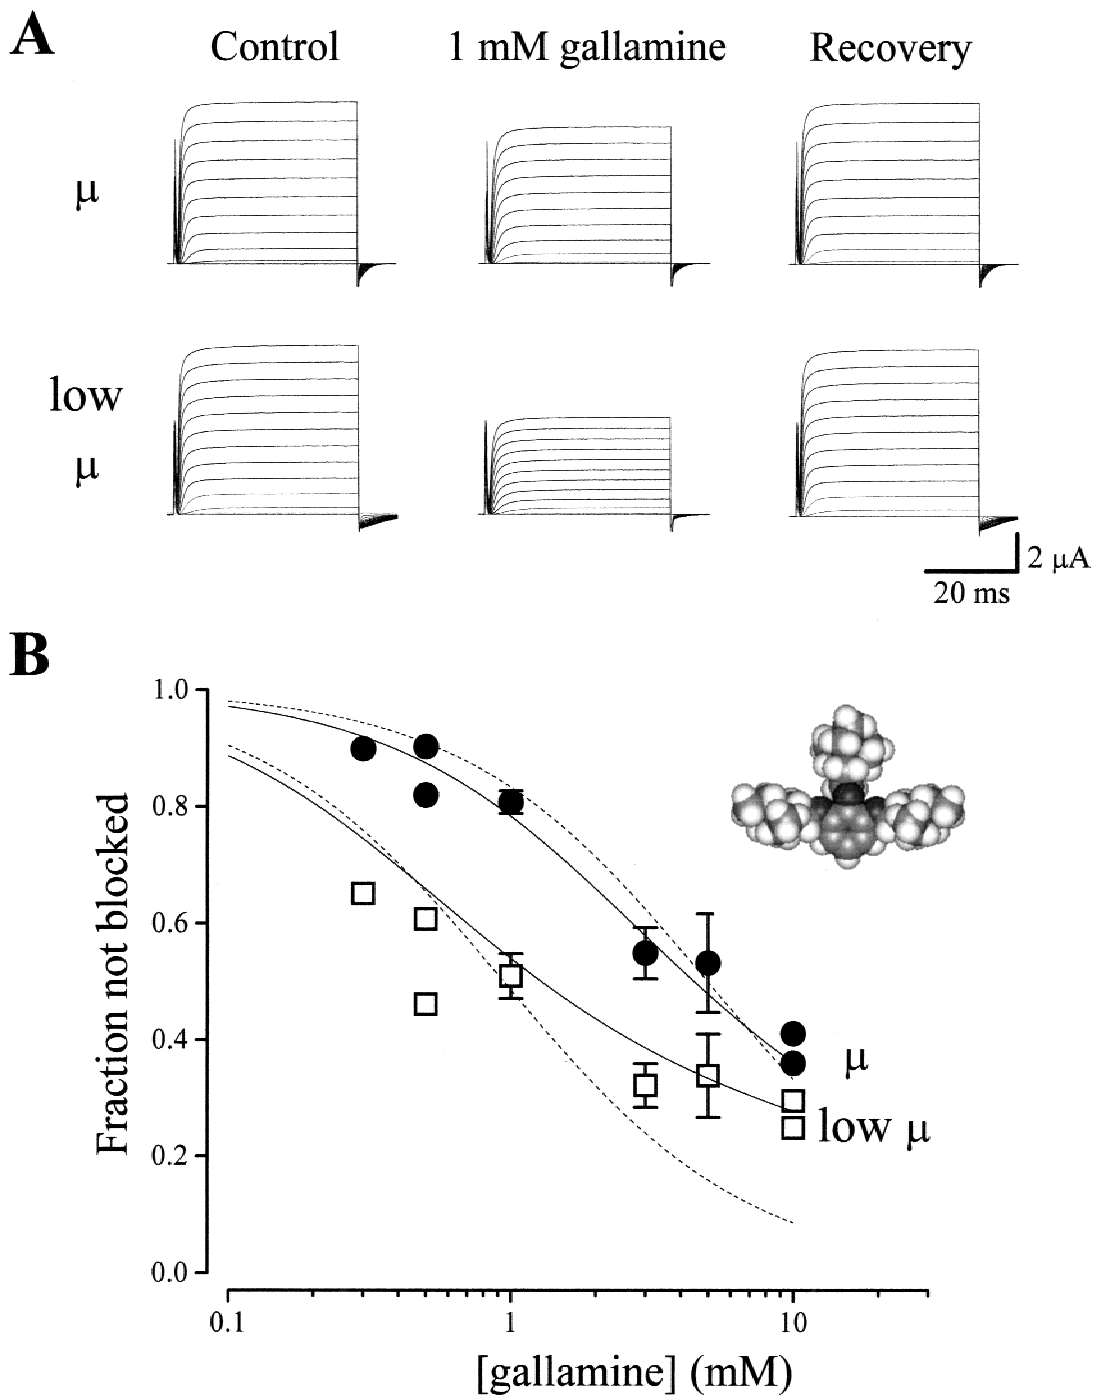 A
Control
1 mM gallamine
Recovery
μ
low
μ
2 μA
20 ms
B
Fraction not blocked
1.0
0.8
0.6
0.4
0.2
0.0
μ
low μ
0.1
1
10
[gallamine] (mM)